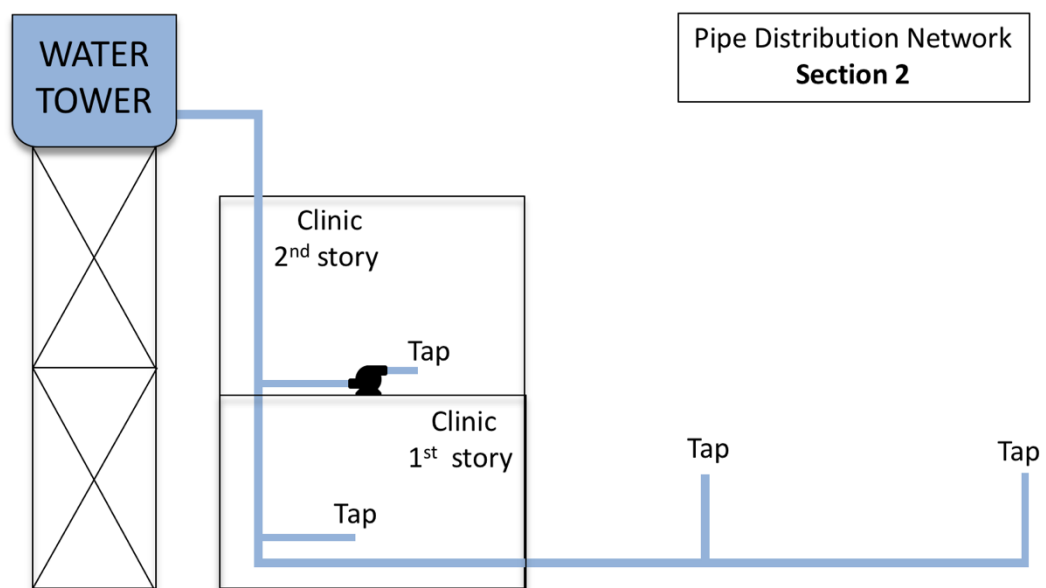 WATER
TOWER
Pipe Distribution Network
Section 2
Clinic
2nd story
Tap
Clinic
1st story
Tap
Tap
Tap